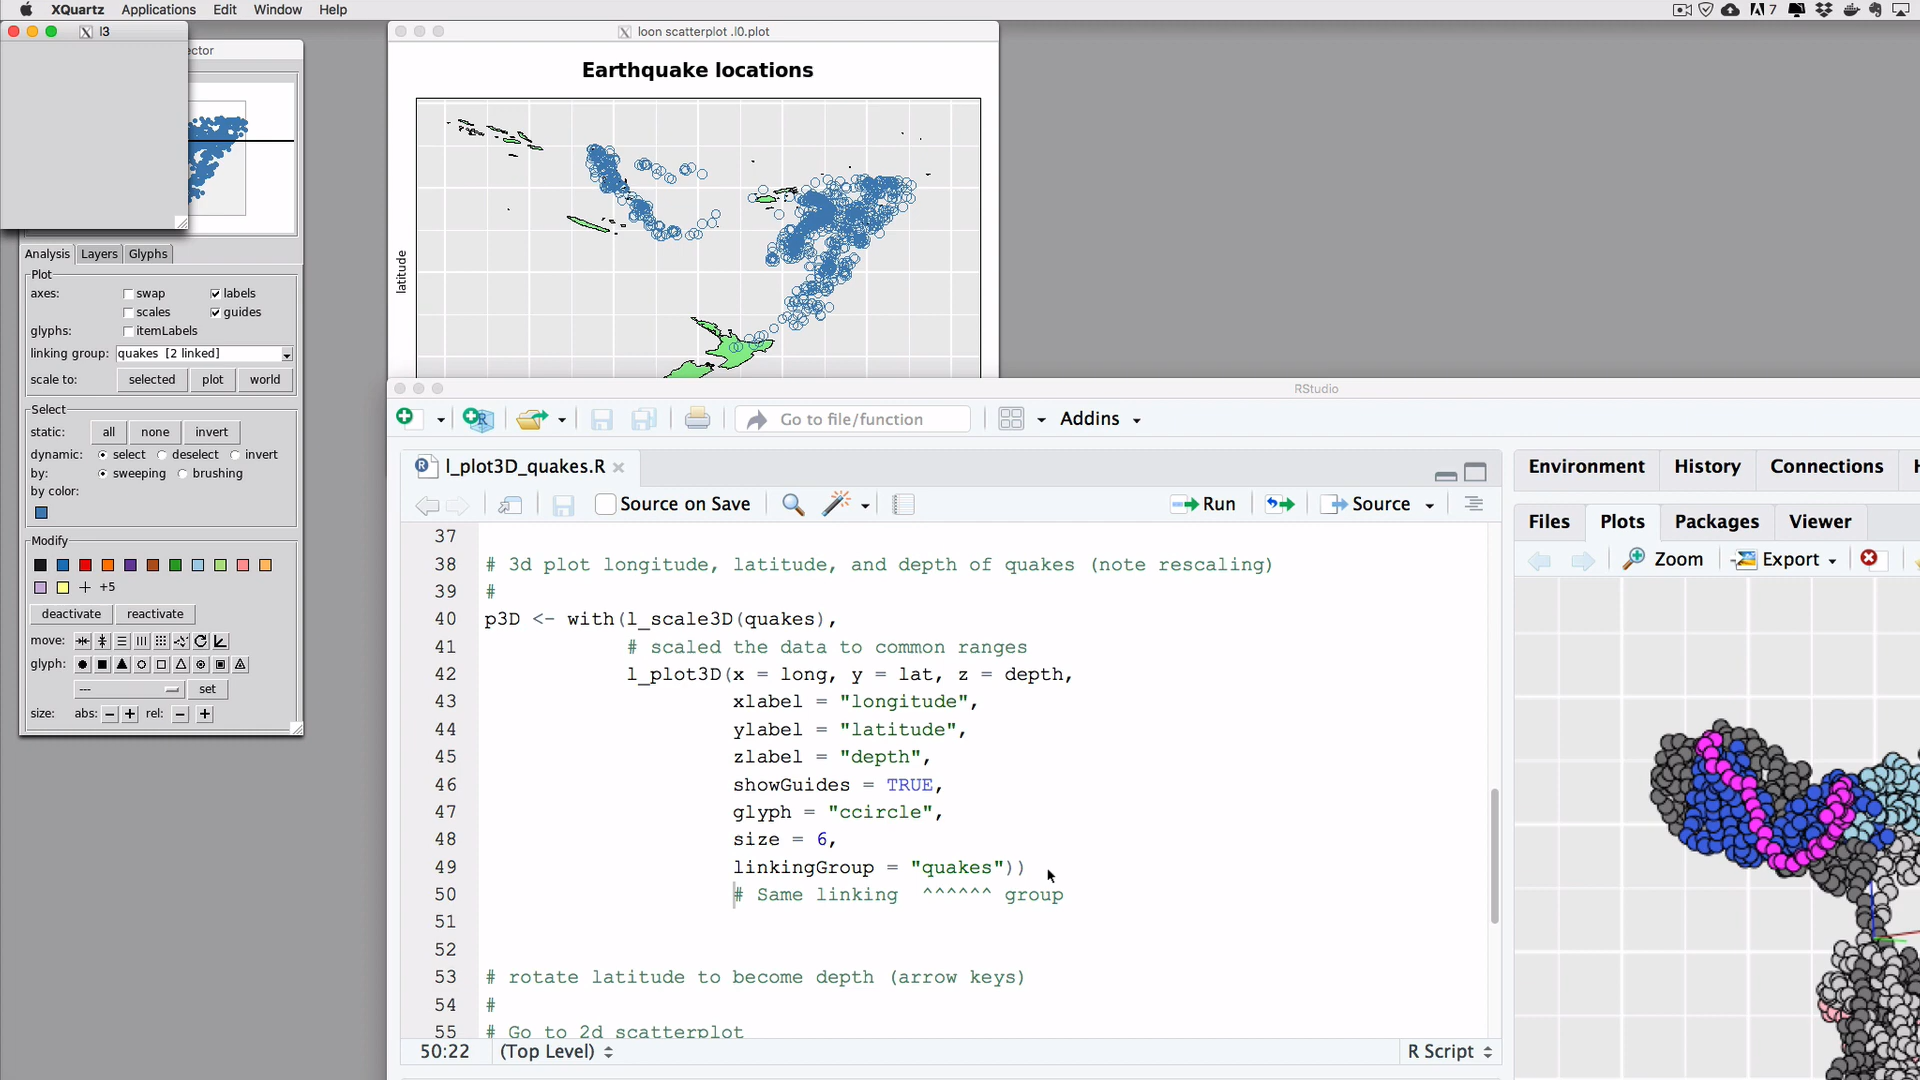 XQuartz Applications Edit Window Help
7
l3
ector
loon scatterplot .l0.plot
Earthquake locations
latitude
Analysis Layers Glyphs
Plot
axes: swap labels
scales guides
glyphs: itemLabels
linking group: quakes [2 linked]
scale to: selected plot world
Select
static: all none invert
dynamic: select deselect invert
by: sweeping brushing
by color:
Modify
+5
deactivate reactivate
move:
glyph:
--- set
size: abs: − + rel: − +
RStudio
Go to file/function Addins
l_plot3D_quakes.R
Source on Save Run Source
37
38 # 3d plot longitude, latitude, and depth of quakes (note rescaling)
39 #
40 p3D <- with(l_scale3D(quakes),
41 # scaled the data to common ranges
42 l_plot3D(x = long, y = lat, z = depth,
43 xlabel = "longitude",
44 ylabel = "latitude",
45 zlabel = "depth",
46 showGuides = TRUE,
47 glyph = "ccircle",
48 size = 6,
49 linkingGroup = "quakes"))
50 # Same linking ^^^^^^ group
51
52
53 # rotate latitude to become depth (arrow keys)
54 #
55 # Go to 2d scatterplot
50:22 (Top Level) R Script
Environment History Connections
Files Plots Packages Viewer
Zoom Export